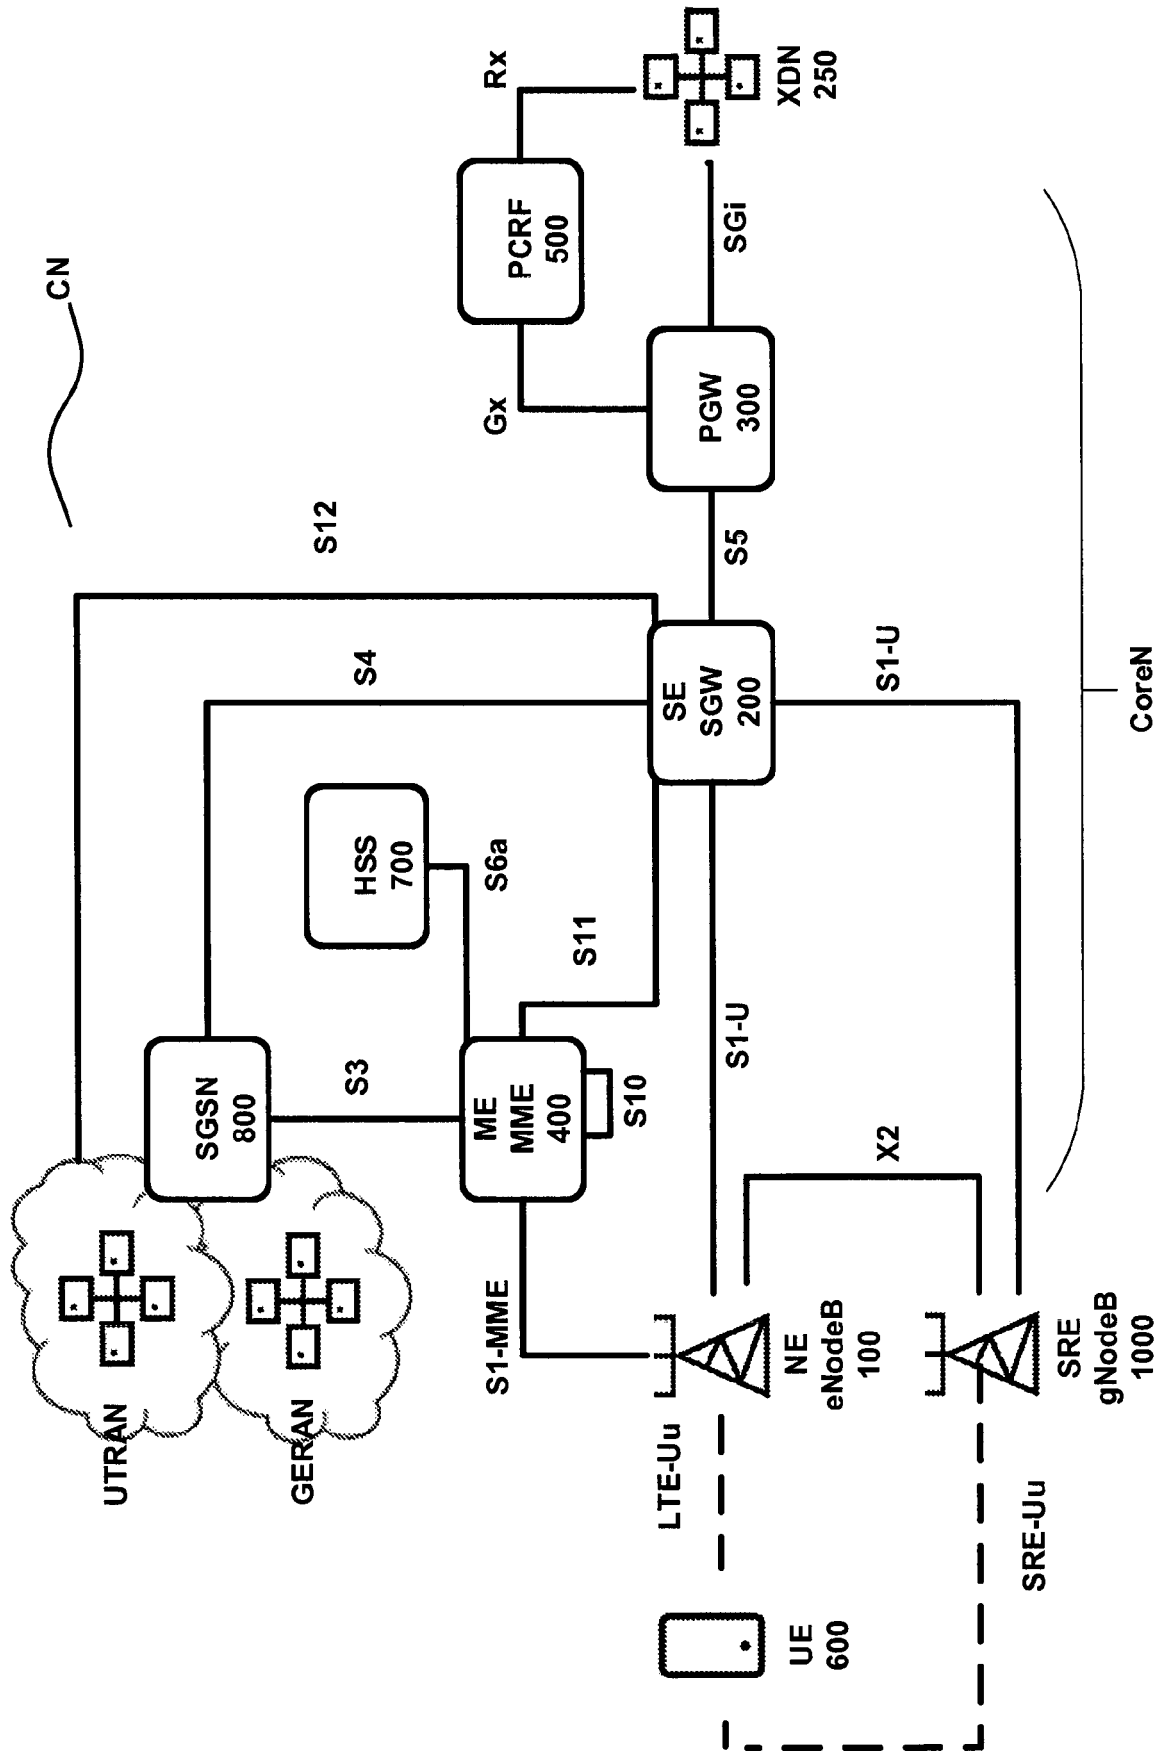 CN
UTRAN
GERAN
SGSN
800
S12
S4
S3
HSS
700
S6a
ME
MME
400
S10
S11
S1-MME
Gx
PCRF
500
Rx
SE
SGW
200
S5
PGW
300
SGi
XDN
250
S1-U
S1-U
LTE-Uu
UE
600
NE
eNodeB
100
X2
SRE-Uu
SRE
gNodeB
1000
CoreN